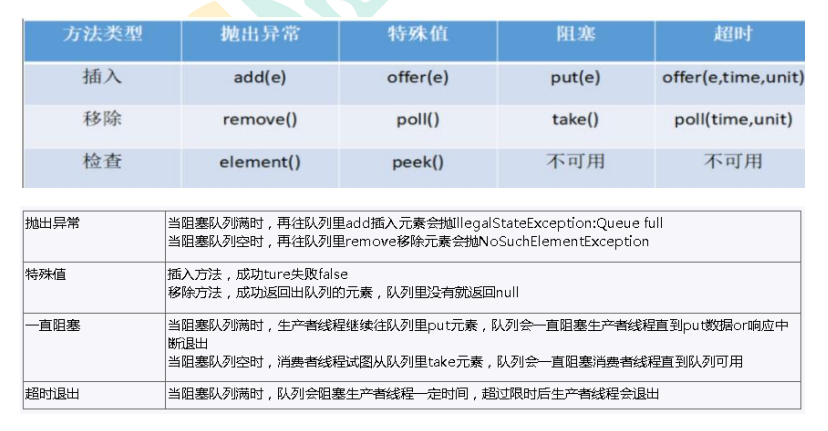 方法类型 抛出异常 特殊值 阻塞 超时
插入 add(e) offer(e) put(e) offer(e,time,unit)
移除 remove() poll() take() poll(time,unit)
检查 element() peek() 不可用 不可用
抛出异常 当阻塞队列满时，再往队列里add插入元素会抛IllegalStateException:Queue full
当阻塞队列空时，再往队列里remove移除元素会抛NoSuchElementException
特殊值 插入方法，成功ture失败false
移除方法，成功返回出队列的元素，队列里没有就返回null
一直阻塞 当阻塞队列满时，生产者线程继续往队列里put元素，队列会一直阻塞生产者线程直到put数据or响应中
断退出
当阻塞队列空时，消费者线程试图从队列里take元素，队列会一直阻塞消费者线程直到队列可用
超时退出 当阻塞队列满时，队列会阻塞生产者线程一定时间，超过限时后生产者线程会退出